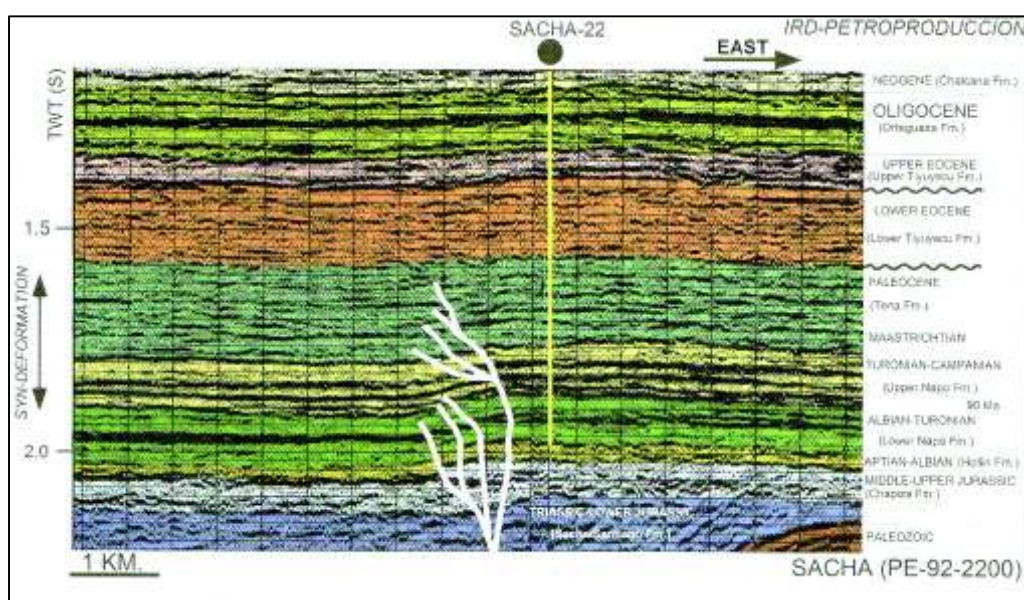 SACHA-22
IRD-PETROPRODUCCION
EAST
TWT (S)
NEOGENE (Chalcana Fm.)
OLIGOCENE
(Orteguaza Fm.)
UPPER EOCENE
(Upper Tiyuyacu Fm.)
1.5
LOWER EOCENE
(Lower Tiyuyacu Fm.)
SYN-DEFORMATION
PALEOCENE
(Tena Fm.)
MAASTRICHTIAN
TURONIAN-CAMPANIAN
(Upper Napo Fm.)
90 Ma
ALBIAN-TURONIAN
(Lower Napo Fm.)
2.0
APTIAN-ALBIAN (Hollin Fm.)
MIDDLE-UPPER JURASSIC
(Chapiza Fm.)
TRIASSIC-LOWER JURASSIC
PALEOZOIC
1 KM.
SACHA (PE-92-2200)